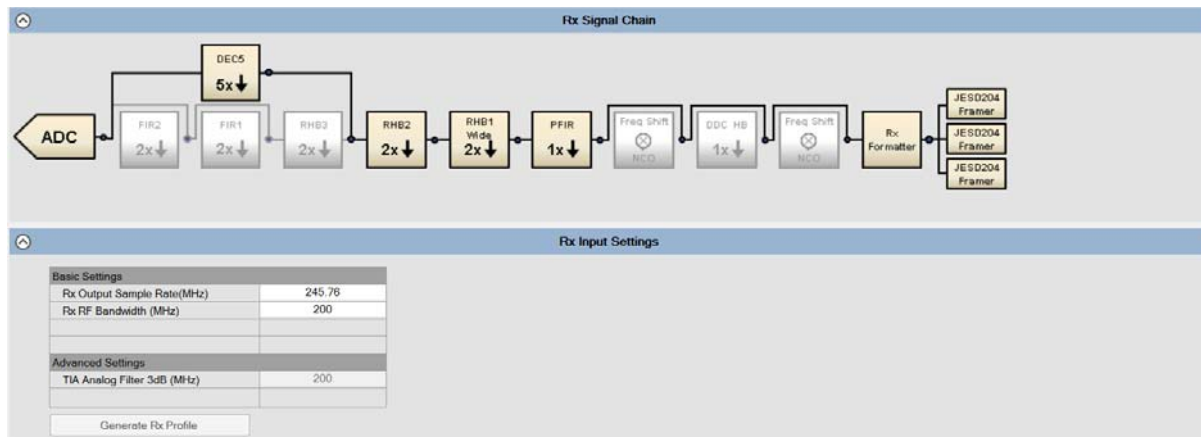 Rx Signal Chain
DEC5
5x
ADC
FIR2
2x
FIR1
2x
RHB3
2x
RHB2
2x
RHB1
Wide
2x
PFIR
1x
Freq Shift
NCO
DDC HB
1x
Freq Shift
NCO
Rx
Formatter
JESD204
Framer
JESD204
Framer
JESD204
Framer
Rx Input Settings
Basic Settings
Rx Output Sample Rate(MHz) 245.76
Rx RF Bandwidth (MHz) 200
Advanced Settings
TIA Analog Filter 3dB (MHz) 200
Generate Rx Profile